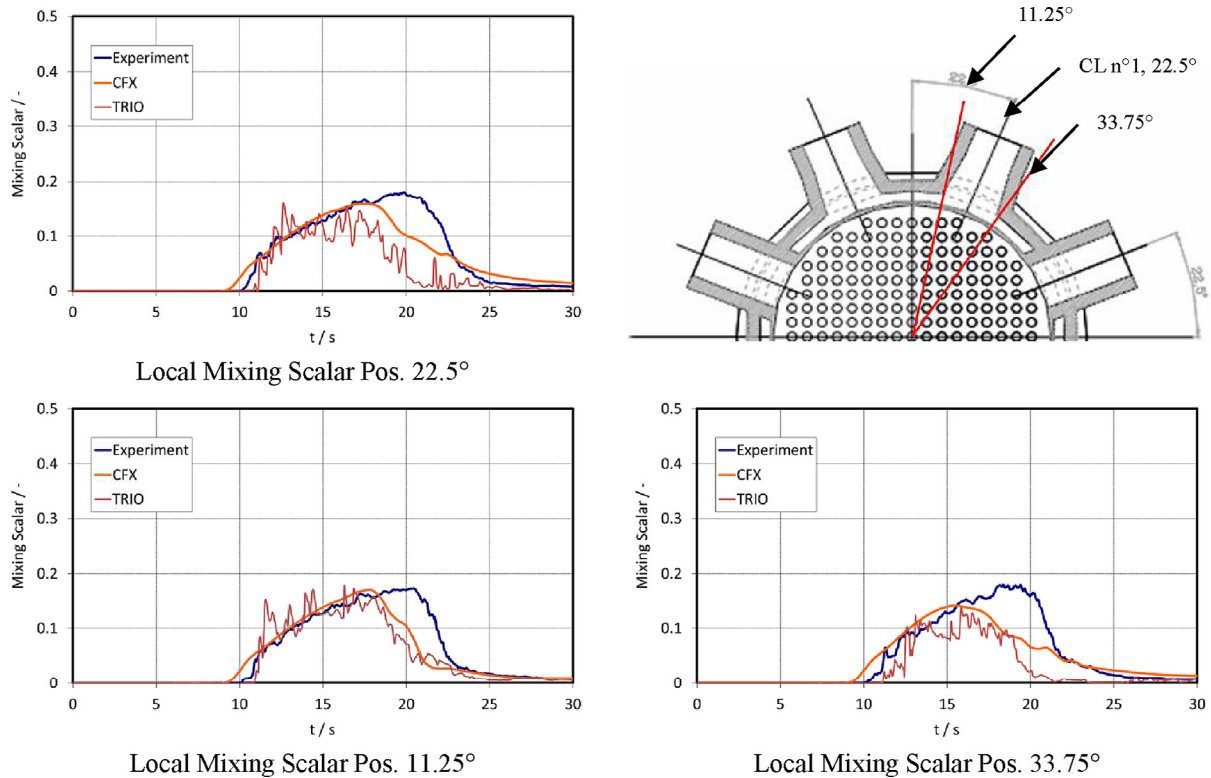 0.5
0.4
0.3
0.2
0.1
0
Mixing Scalar / -
Experiment
CFX
TRIO
0 5 10 15 20 25 30
t / s
Local Mixing Scalar Pos. 22.5°
11.25°
CL n°1, 22.5°
33.75°
22.5°
0.5
0.4
0.3
0.2
0.1
0
Mixing Scalar / -
Experiment
CFX
TRIO
0 5 10 15 20 25 30
t / s
Local Mixing Scalar Pos. 11.25°
0.5
0.4
0.3
0.2
0.1
0
Mixing Scalar / -
Experiment
CFX
TRIO
0 5 10 15 20 25 30
t / s
Local Mixing Scalar Pos. 33.75°